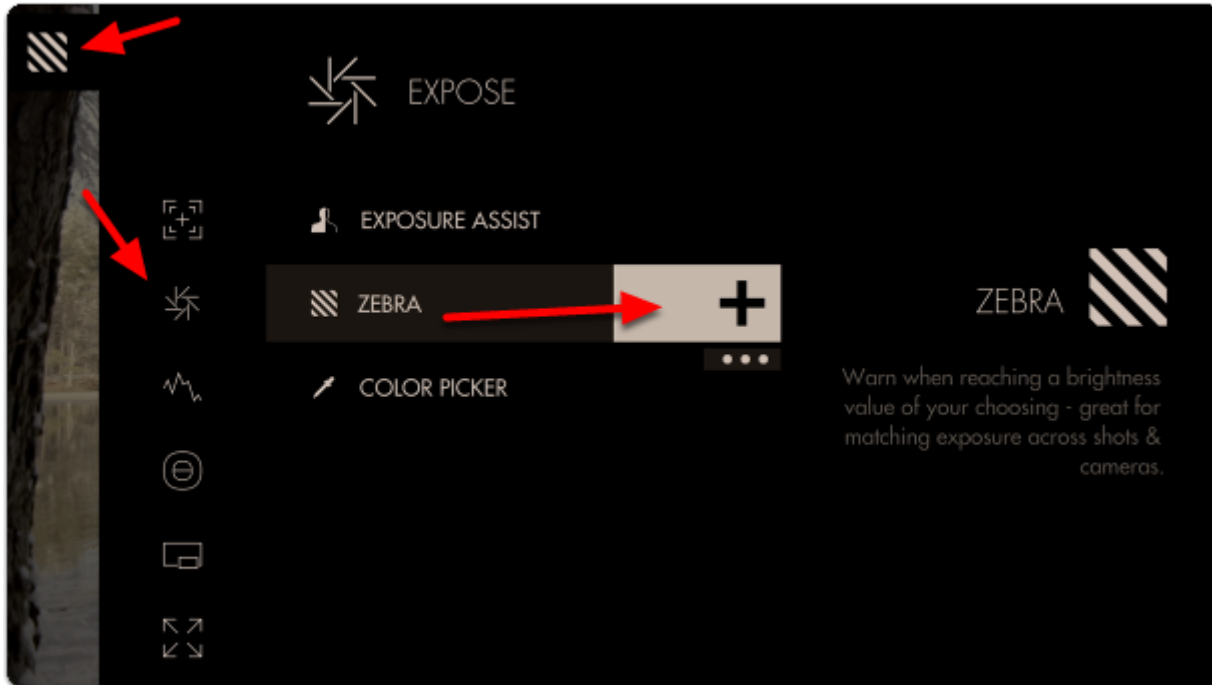 EXPOSE
EXPOSURE ASSIST
ZEBRA
COLOR PICKER
ZEBRA
Warn when reaching a brightness
value of your choosing - great for
matching exposure across shots &
cameras.